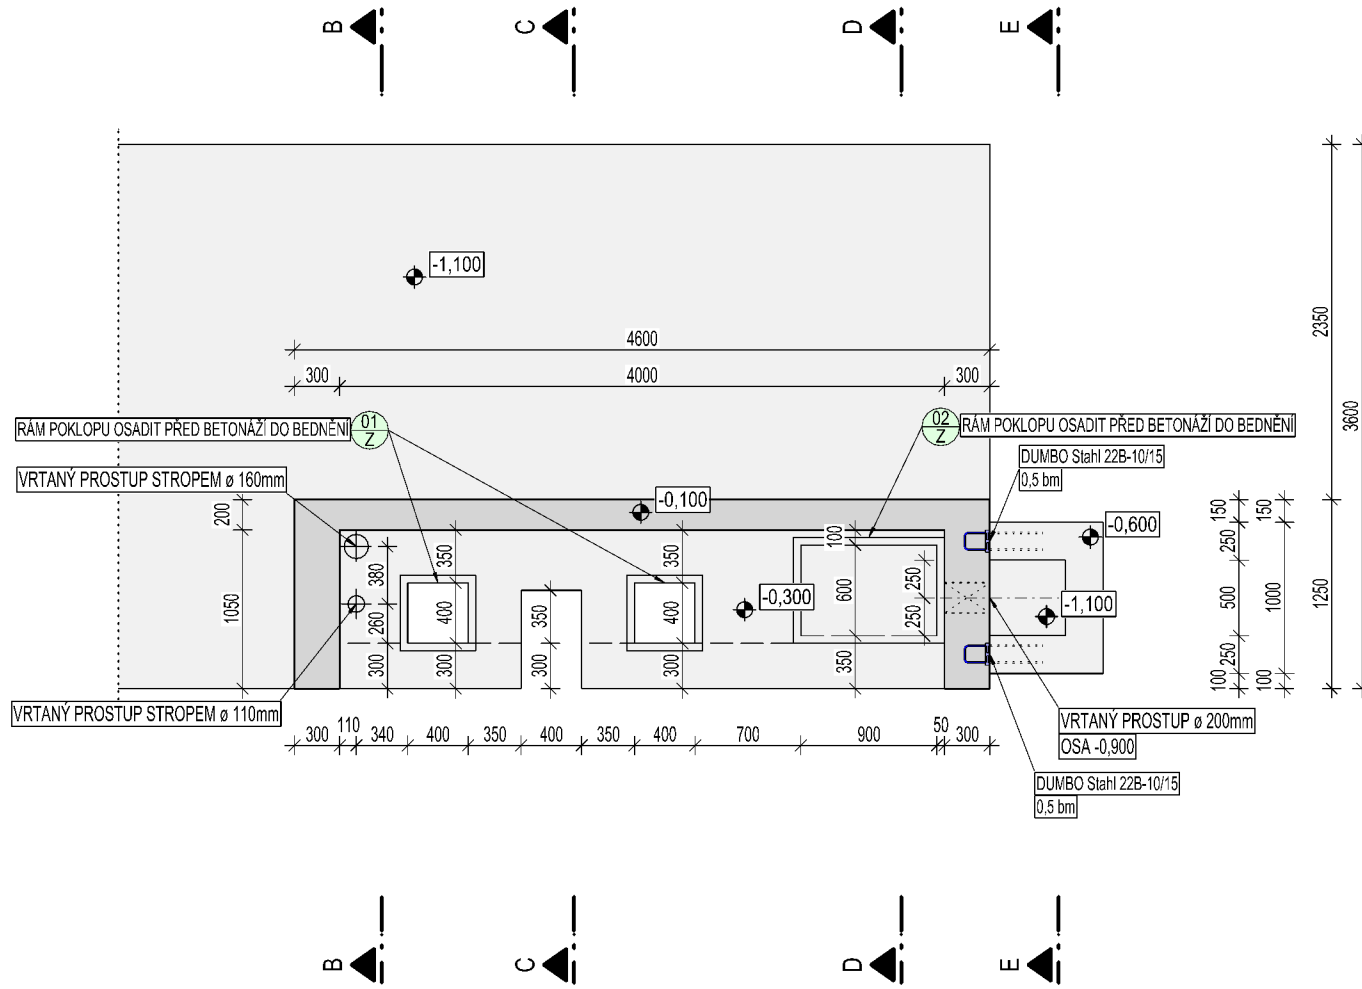 B
C
D
E
-1,100
4600
300
4000
300
2350
3600
01
Z
RÁM POKLOPU OSADIT PŘED BETONÁŽÍ DO BEDNĚNÍ
02
Z
RÁM POKLOPU OSADIT PŘED BETONÁŽÍ DO BEDNĚNÍ
DUMBO Stahl 22B-10/15
0,5 bm
VRTANÝ PROSTUP STROPEM ø 160mm
200
1050
-0,100
-0,600
380
260
300
350
400
300
350
300
350
400
300
-0,300
100
600
350
250
250
-1,100
150
250
500
250
100
150
1000
100
1250
VRTANÝ PROSTUP STROPEM ø 110mm
300
110
340
400
350
400
350
400
700
900
50
300
VRTANÝ PROSTUP ø 200mm
OSA -0,900
DUMBO Stahl 22B-10/15
0,5 bm
B
C
D
E